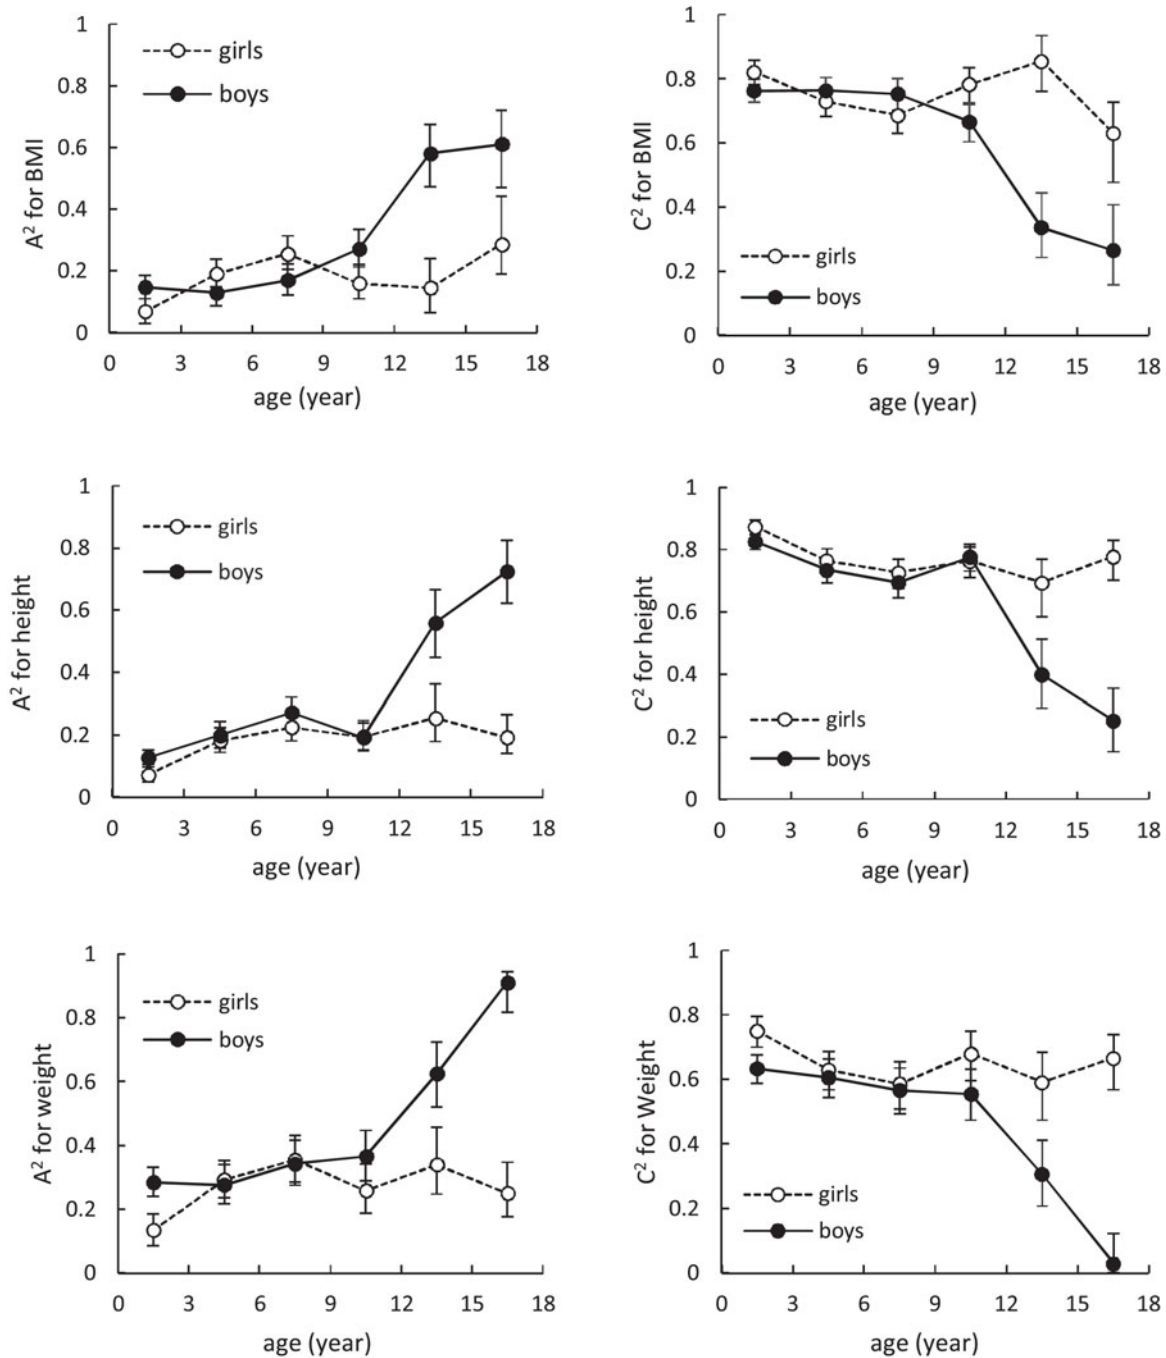 A² for BMI
1
0.8
0.6
0.4
0.2
0
girls
boys
0 3 6 9 12 15 18
age (year)
C² for BMI
1
0.8
0.6
0.4
0.2
0
girls
boys
0 3 6 9 12 15 18
age (year)
A² for height
1
0.8
0.6
0.4
0.2
0
girls
boys
0 3 6 9 12 15 18
age (year)
C² for height
1
0.8
0.6
0.4
0.2
0
girls
boys
0 3 6 9 12 15 18
age (year)
A² for weight
1
0.8
0.6
0.4
0.2
0
girls
boys
0 3 6 9 12 15 18
age (year)
C² for Weight
1
0.8
0.6
0.4
0.2
0
girls
boys
0 3 6 9 12 15 18
age (year)